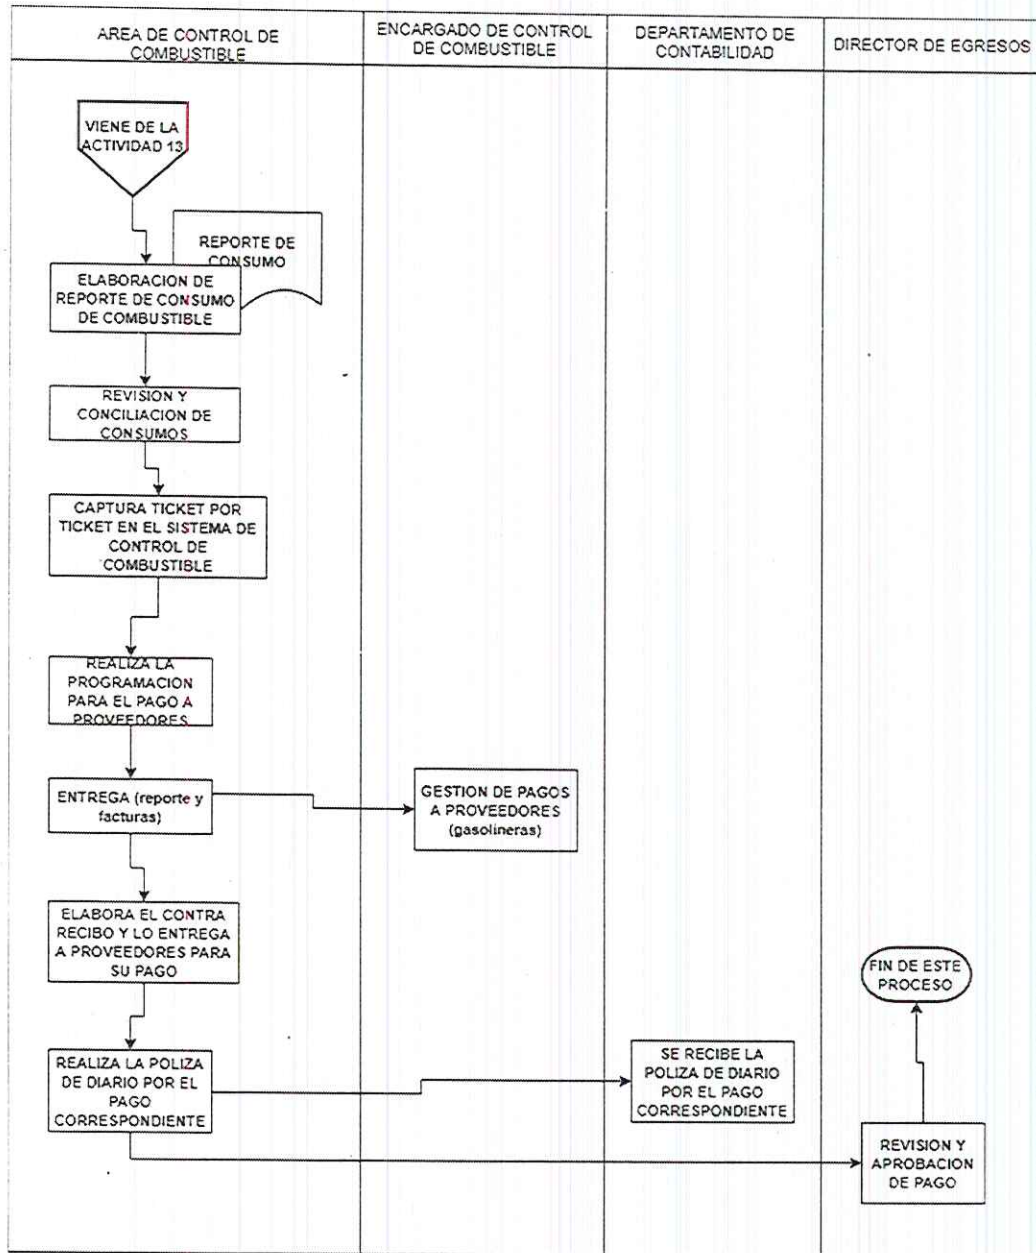 AREA DE CONTROL DE
COMBUSTIBLE
ENCARGADO DE CONTROL
DE COMBUSTIBLE
DEPARTAMENTO DE
CONTABILIDAD
DIRECTOR DE EGRESOS
VIENE DE LA
ACTIVIDAD 13
REPORTE DE
CONSUMO
ELABORACION DE
REPORTE DE CONSUMO
DE COMBUSTIBLE
REVISION Y
CONCILIACION DE
CONSUMOS
CAPTURA TICKET POR
TICKET EN EL SISTEMA DE
CONTROL DE
COMBUSTIBLE
REALIZA LA
PROGRAMACION
PARA EL PAGO A
PROVEEDORES
ENTREGA (reporte y
facturas)
GESTION DE PAGOS
A PROVEEDORES
(gasolineras)
ELABORA EL CONTRA
RECIBO Y LO ENTREGA
A PROVEEDORES PARA
SU PAGO
FIN DE ESTE
PROCESO
REALIZA LA POLIZA
DE DIARIO POR EL
PAGO
CORRESPONDIENTE
SE RECIBE LA
POLIZA DE DIARIO
POR EL PAGO
CORRESPONDIENTE
REVISION Y
APROBACION
DE PAGO